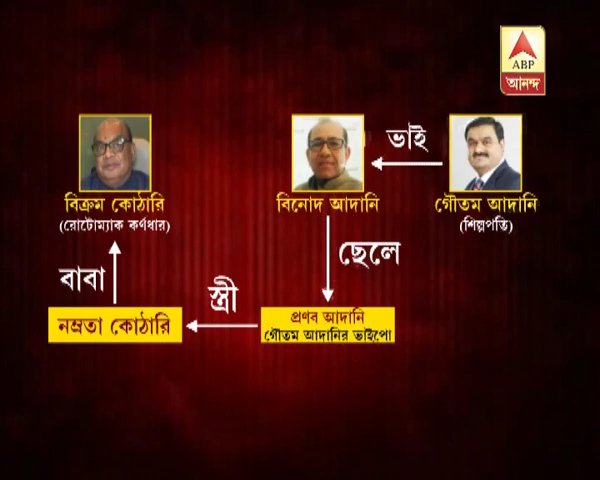 ABP
আনন্দ
ভাই
বিক্রম কোঠারি
(রোটোম্যাক কর্ণধার)
বিনোদ আদানি
গৌতম আদানি
(শিল্পপতি)
বাবা
স্ত্রী
ছেলে
নম্রতা কোঠারি
প্রণব আদানি
গৌতম আদানির ভাইপো